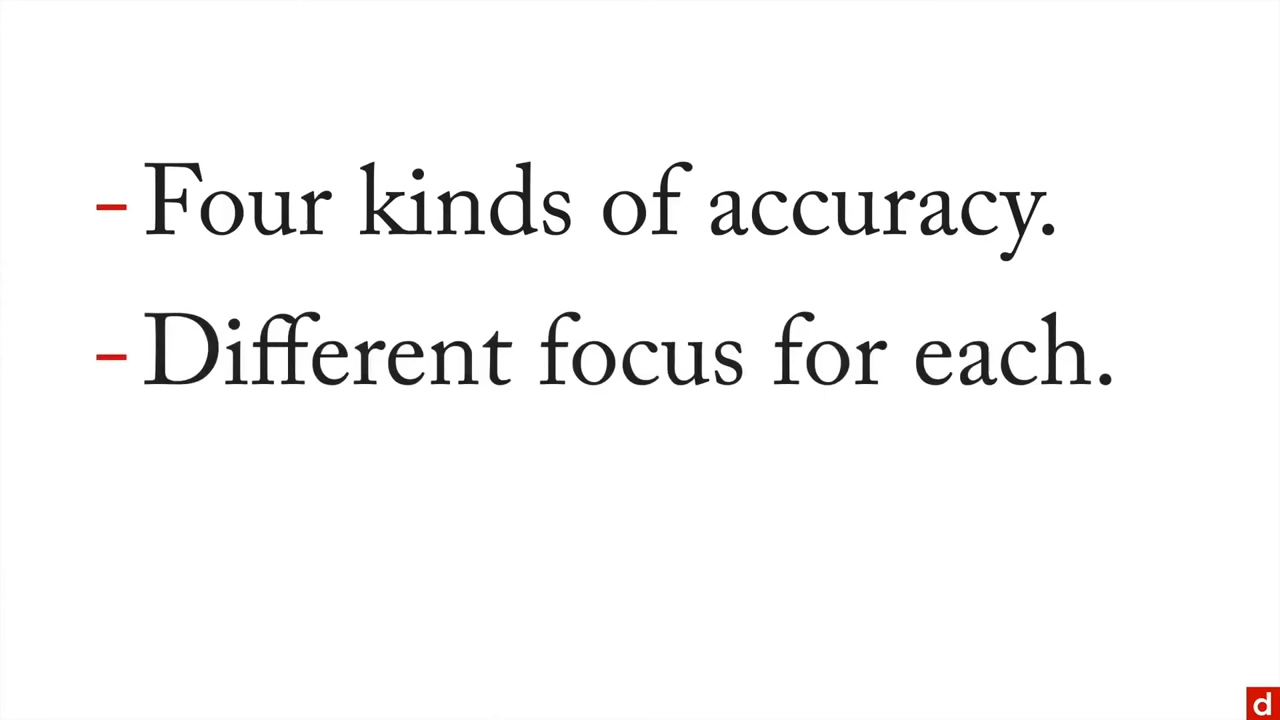 - Four kinds of accuracy.
- Different focus for each.
d